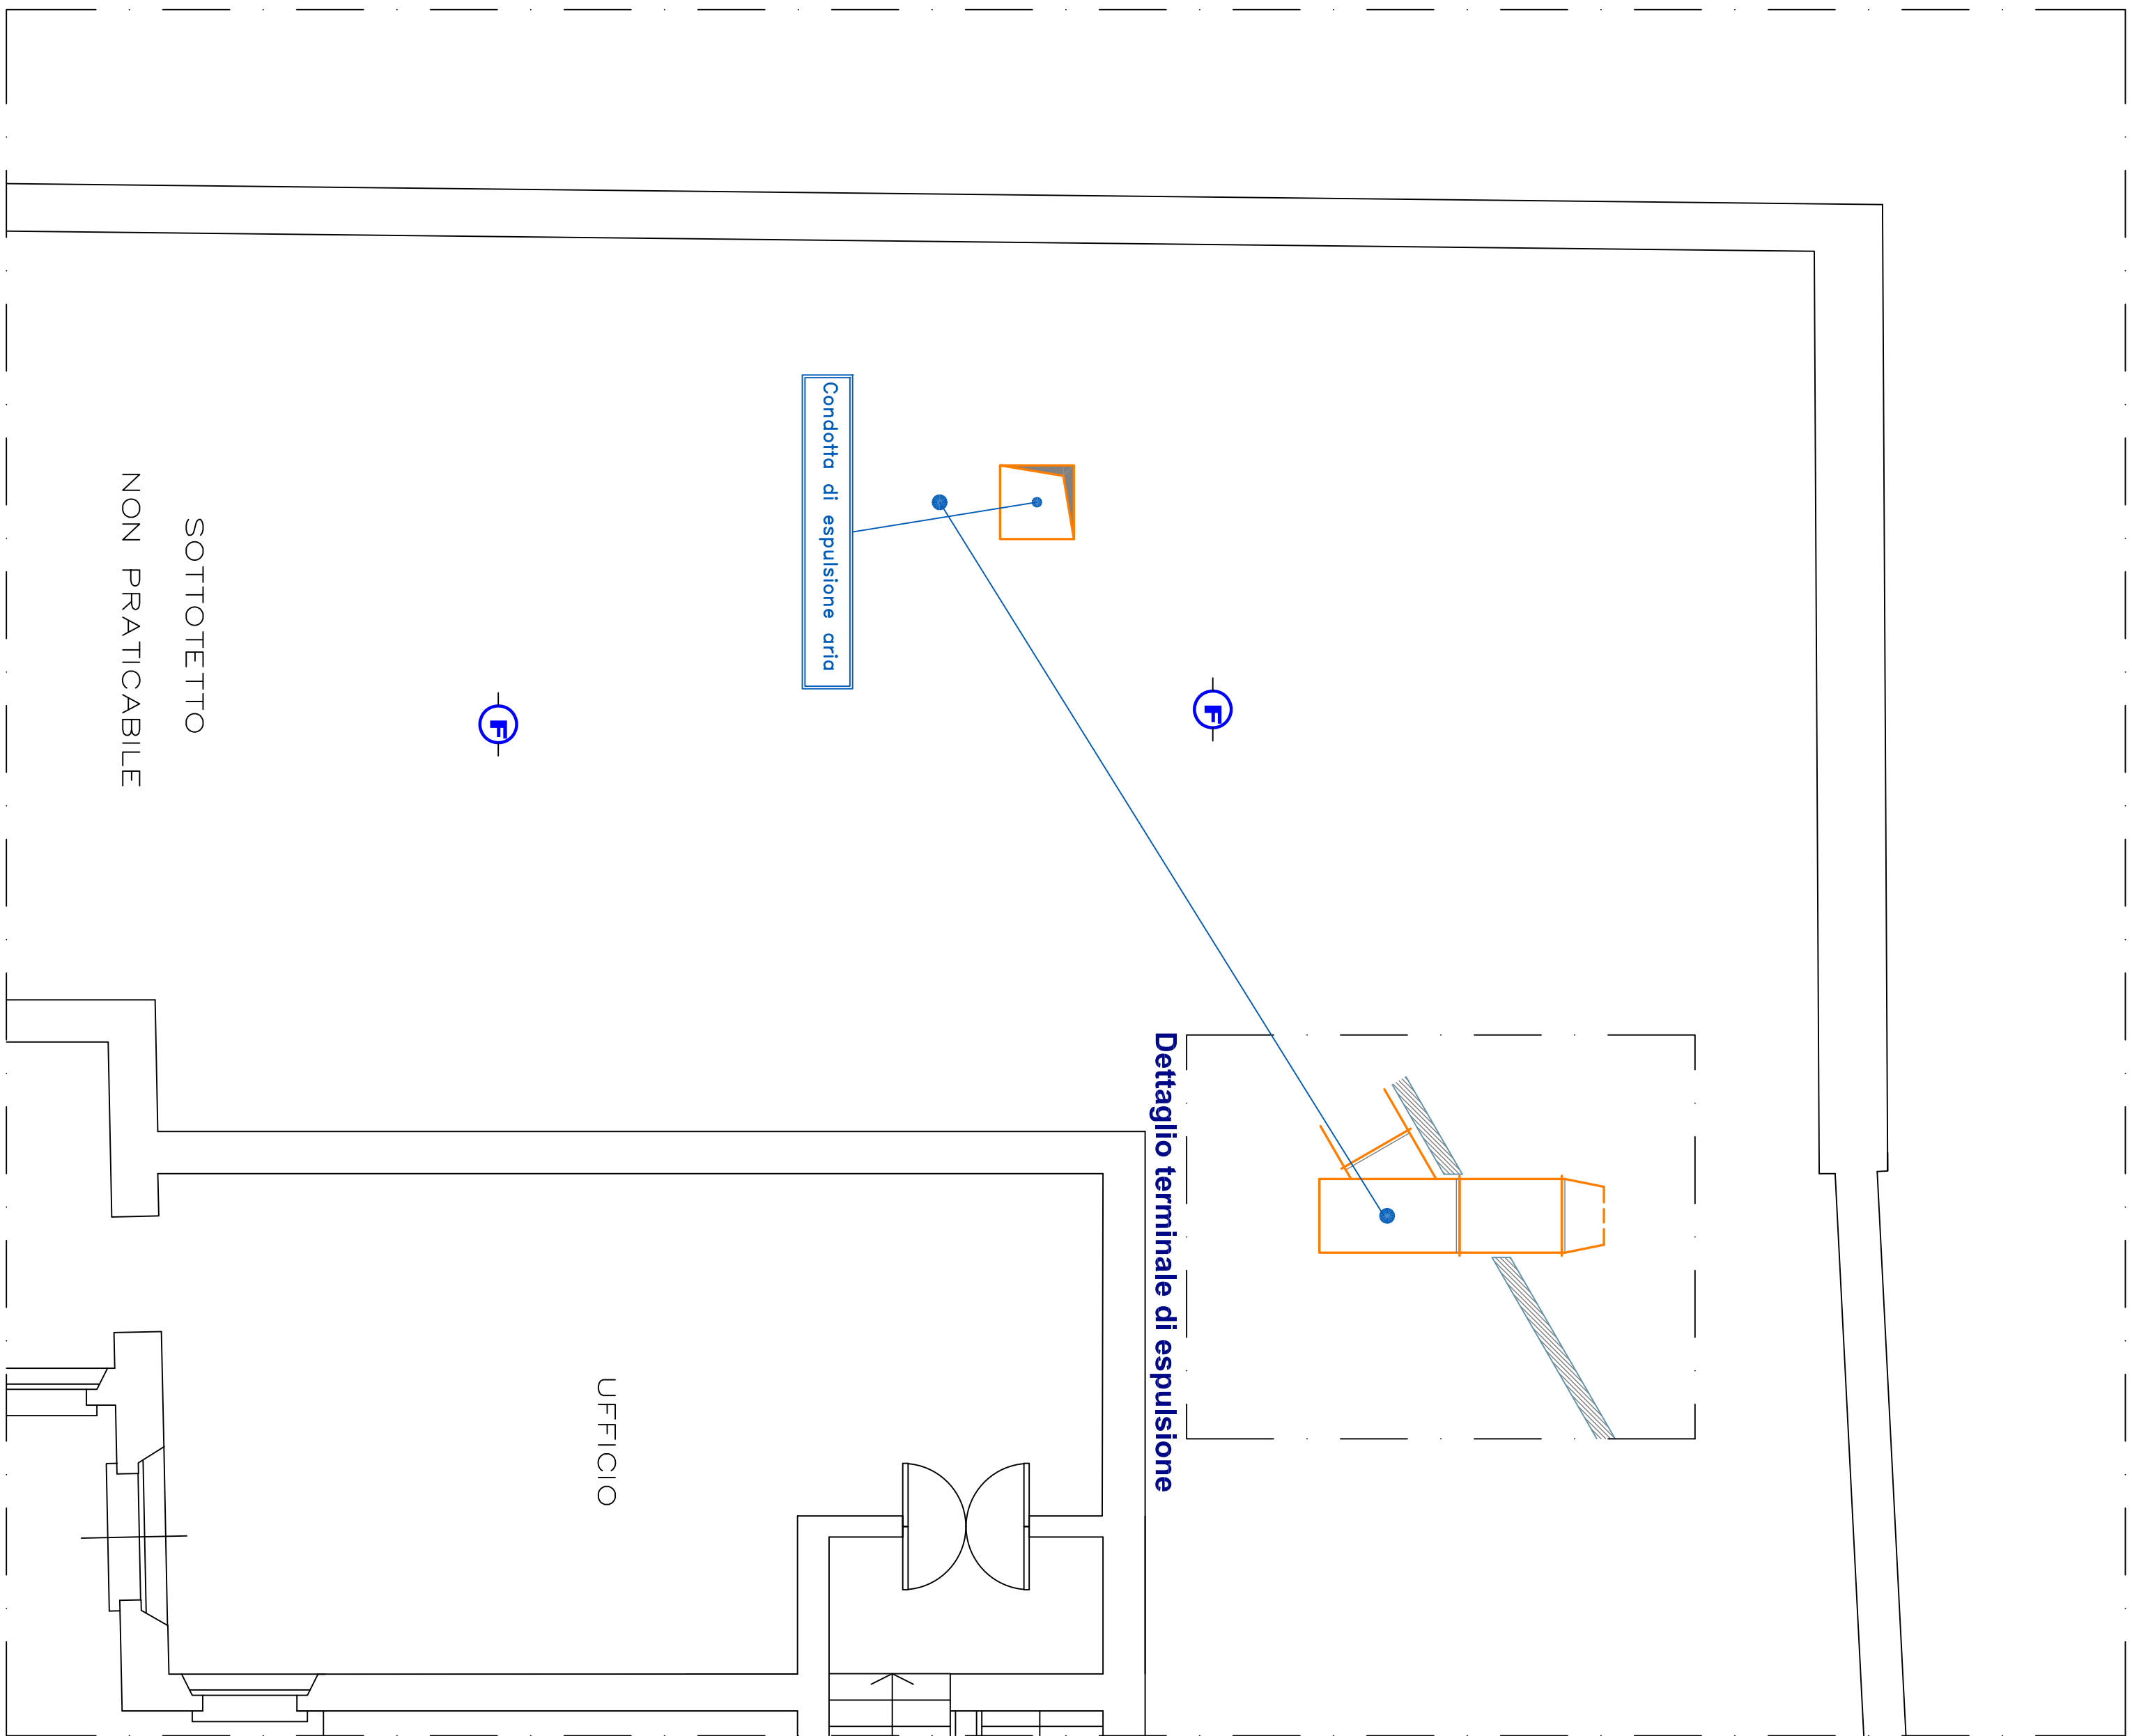 Dettaglio terminale di espulsione
F
Condotta di espulsione aria
UFFICIO
F
SOTTOTETTO
NON PRATICABILE